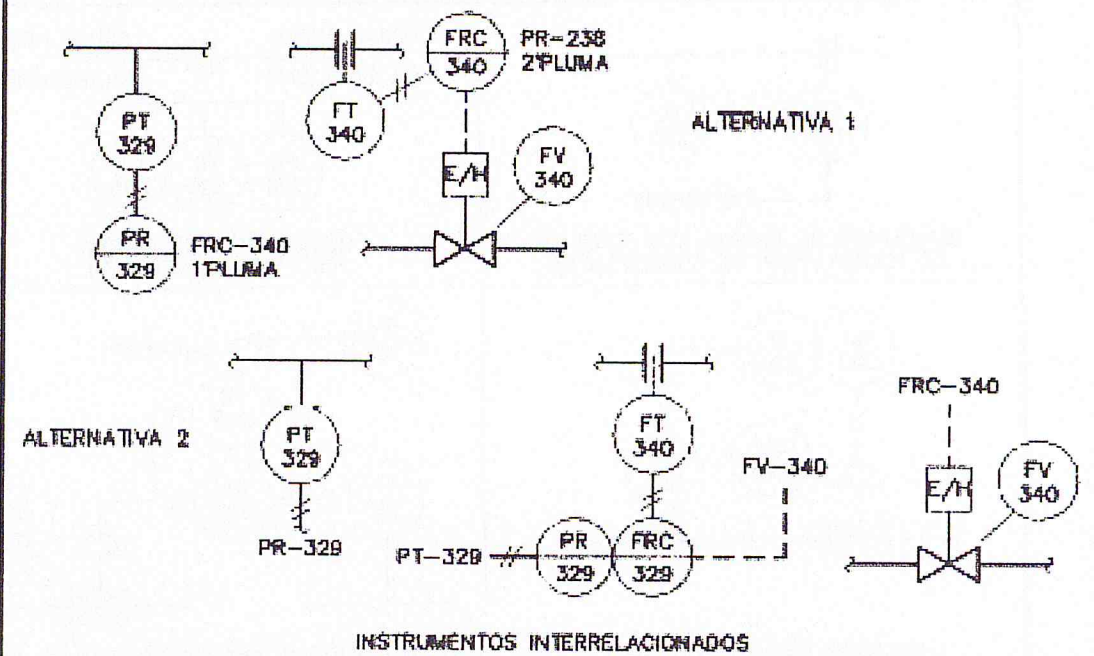 FRC
340
PR-238
2ªPLUMA
PT
329
FT
340
ALTERNATIVA 1
E/H
FV
340
PR
329
FRC-340
1ªPLUMA
ALTERNATIVA 2
PT
329
PR-329
FT
340
FV-340
FRC-340
E/H
FV
340
PT-329
PR
329
FRC
329
INSTRUMENTOS INTERRELACIONADOS